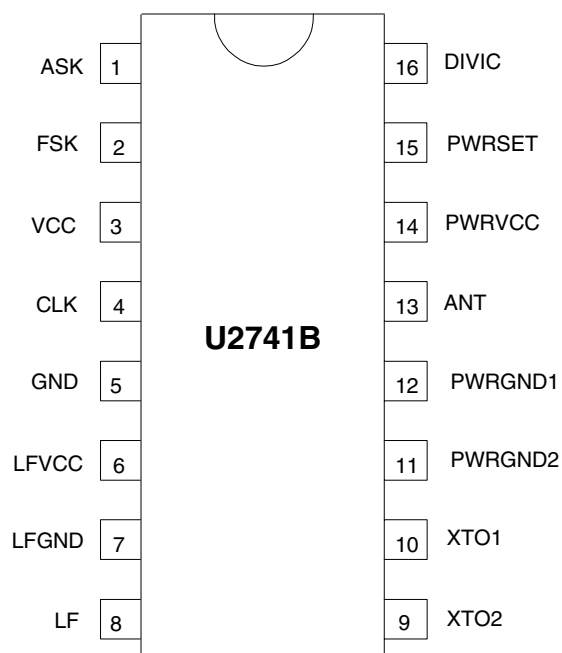 ASK 1 16 DIVIC
FSK 2 15 PWRSET
VCC 3 14 PWRVCC
CLK 4 13 ANT
U2741B
GND 5 12 PWRGND1
LFVCC 6 11 PWRGND2
LFGND 7 10 XTO1
LF 8 9 XTO2